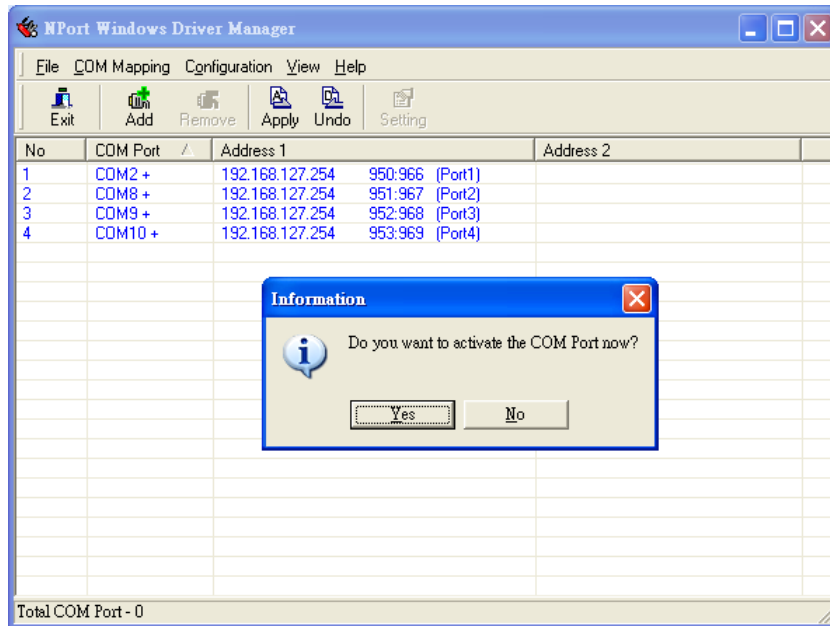 NPort Windows Driver Manager
File COM Mapping Configuration View Help
Exit Add Remove Apply Undo Setting
No COM Port Address 1 Address 2
1 COM2 + 192.168.127.254 950:966 (Port1)
2 COM8 + 192.168.127.254 951:967 (Port2)
3 COM9 + 192.168.127.254 952:968 (Port3)
4 COM10 + 192.168.127.254 953:969 (Port4)
Information
Do you want to activate the COM Port now?
Yes No
Total COM Port - 0